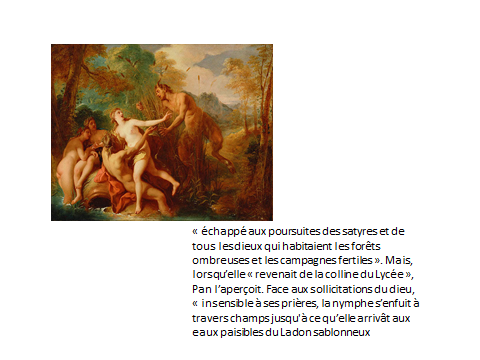 « échappé aux poursuites des satyres et de
tous les dieux qui habitaient les forêts
ombreuses et les campagnes fertiles ». Mais,
lorsqu'elle « revenait de la colline du Lycée »,
Pan l'aperçoit. Face aux sollicitations du dieu,
« insensible à ses prières, la nymphe s'enfuit à
travers champs jusqu'à ce qu'elle arrivât aux
eaux paisibles du Ladon sablonneux